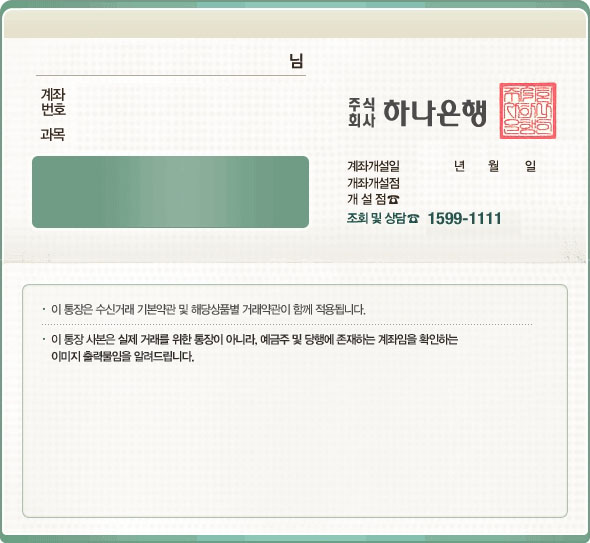 님
계좌
번호
과목
주식
회사 하나은행
계좌개설일 년 월 일
개좌개설점
개 설 점☎
조회 및 상담☎ 1599-1111
· 이 통장은 수신거래 기본약관 및 해당상품별 거래약관이 함께 적용됩니다.
· 이 통장 사본은 실제 거래를 위한 통장이 아니라, 예금주 및 당행에 존재하는 계좌임을 확인하는
이미지 출력물임을 알려드립니다.